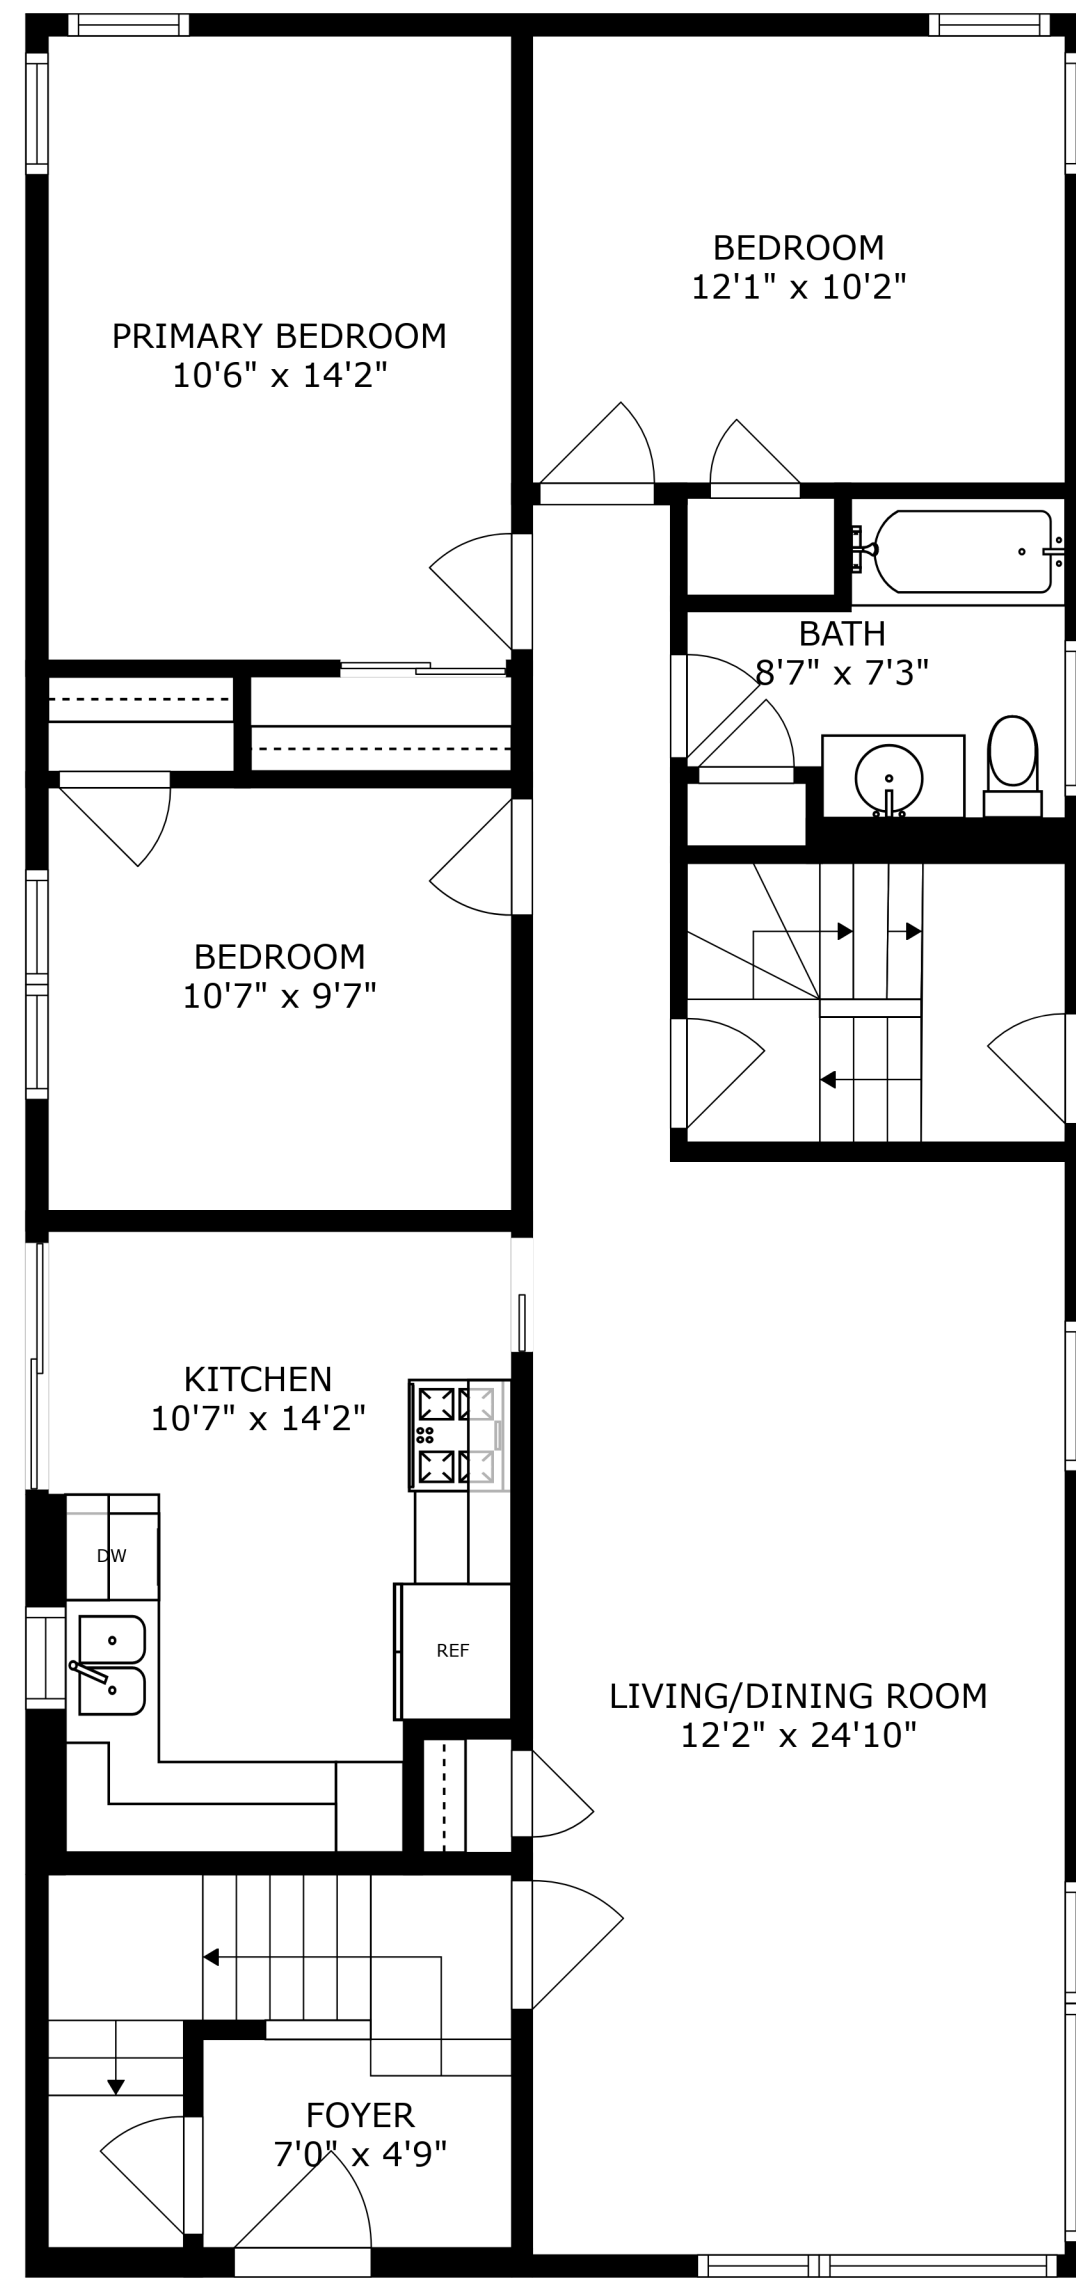 BEDROOM
12'1" x 10'2"
PRIMARY BEDROOM
10'6" x 14'2"
BATH
8'7" x 7'3"
BEDROOM
10'7" x 9'7"
KITCHEN
10'7" x 14'2"
DW
REF
LIVING/DINING ROOM
12'2" x 24'10"
FOYER
7'0" x 4'9"